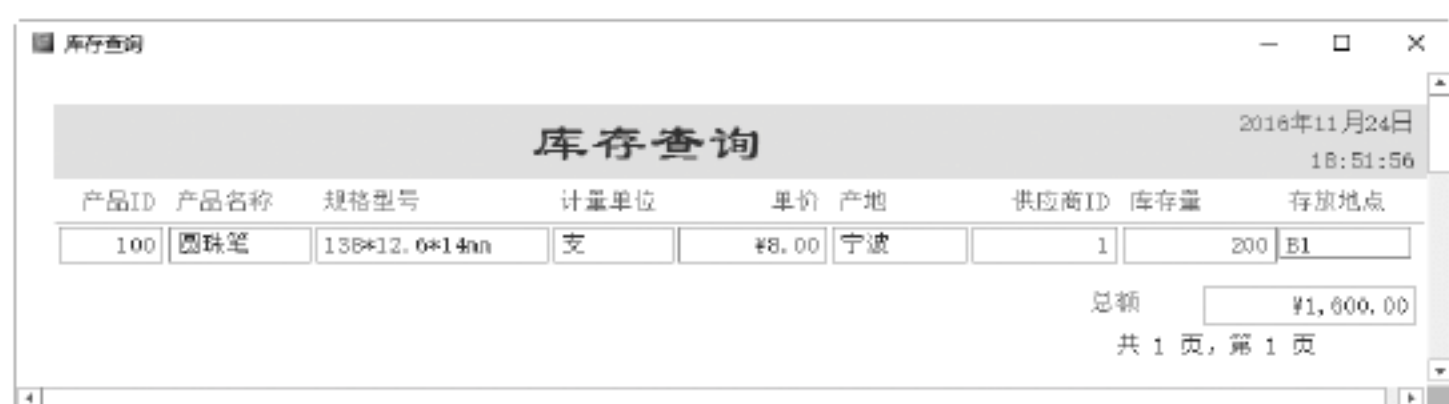 库存查询
库存查询
2016年11月24日
18:51:56
产品ID 产品名称 规格型号 计量单位 单价 产地 供应商ID 库存量 存放地点
100 圆珠笔 138*12.6*14mm 支 ¥8.00 宁波 1 200 B1
总额 ¥1,600.00
共 1 页，第 1 页